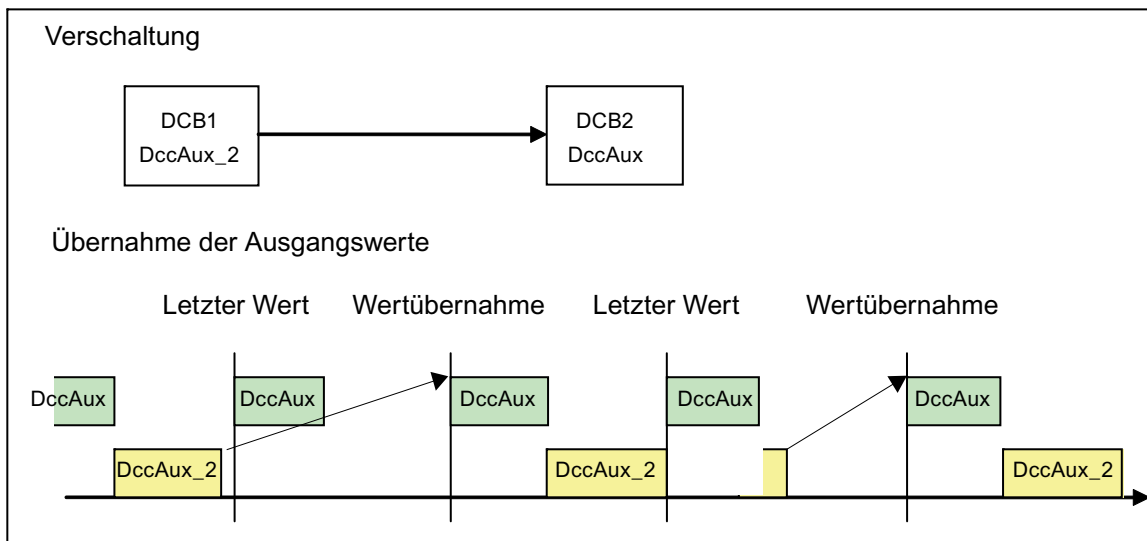 Verschaltung
DCB1
DccAux_2
DCB2
DccAux
Übernahme der Ausgangswerte
Letzter Wert Wertübernahme Letzter Wert Wertübernahme
DccAux DccAux DccAux DccAux DccAux
DccAux_2 DccAux_2 DccAux_2